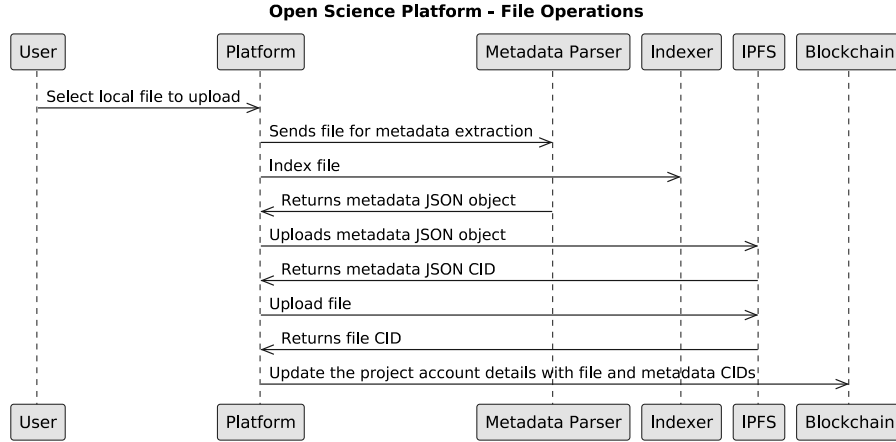 Open Science Platform - File Operations
User
Platform
Metadata Parser
Indexer
IPFS
Blockchain
Select local file to upload
Sends file for metadata extraction
Index file
Returns metadata JSON object
Uploads metadata JSON object
Returns metadata JSON CID
Upload file
Returns file CID
Update the project account details with file and metadata CIDs
User
Platform
Metadata Parser
Indexer
IPFS
Blockchain